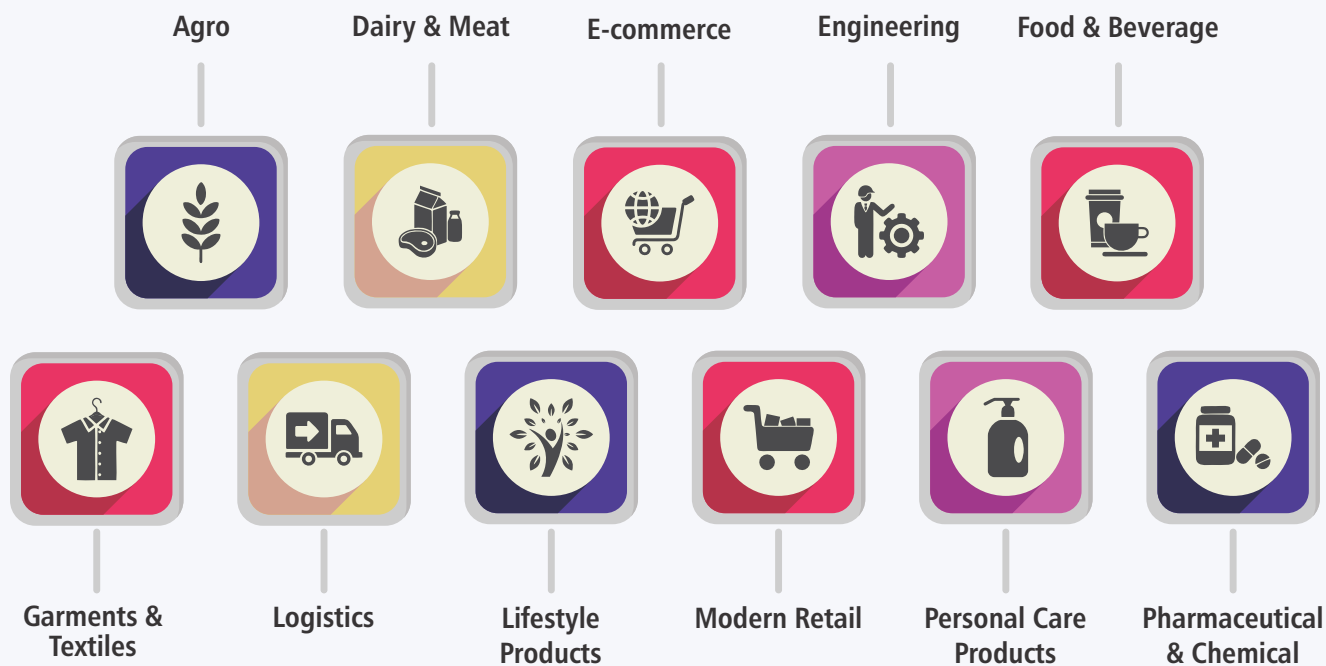 Agro
Dairy & Meat
E-commerce
Engineering
Food & Beverage
Garments &
Textiles
Logistics
Lifestyle
Products
Modern Retail
Personal Care
Products
Pharmaceutical
& Chemical